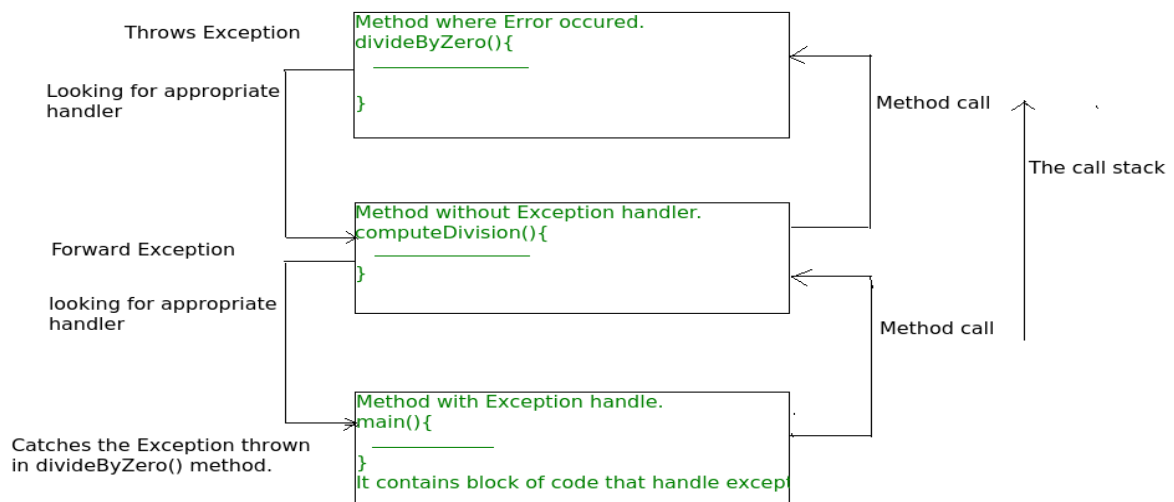 Throws Exception
Looking for appropriate
handler
Method where Error occured.
divideByZero(){
}
Method call
The call stack
Method without Exception handler.
computeDivision(){
}
Forward Exception
looking for appropriate
handler
Method call
Method with Exception handle.
main(){
}
It contains block of code that handle except
Catches the Exception thrown
in divideByZero() method.